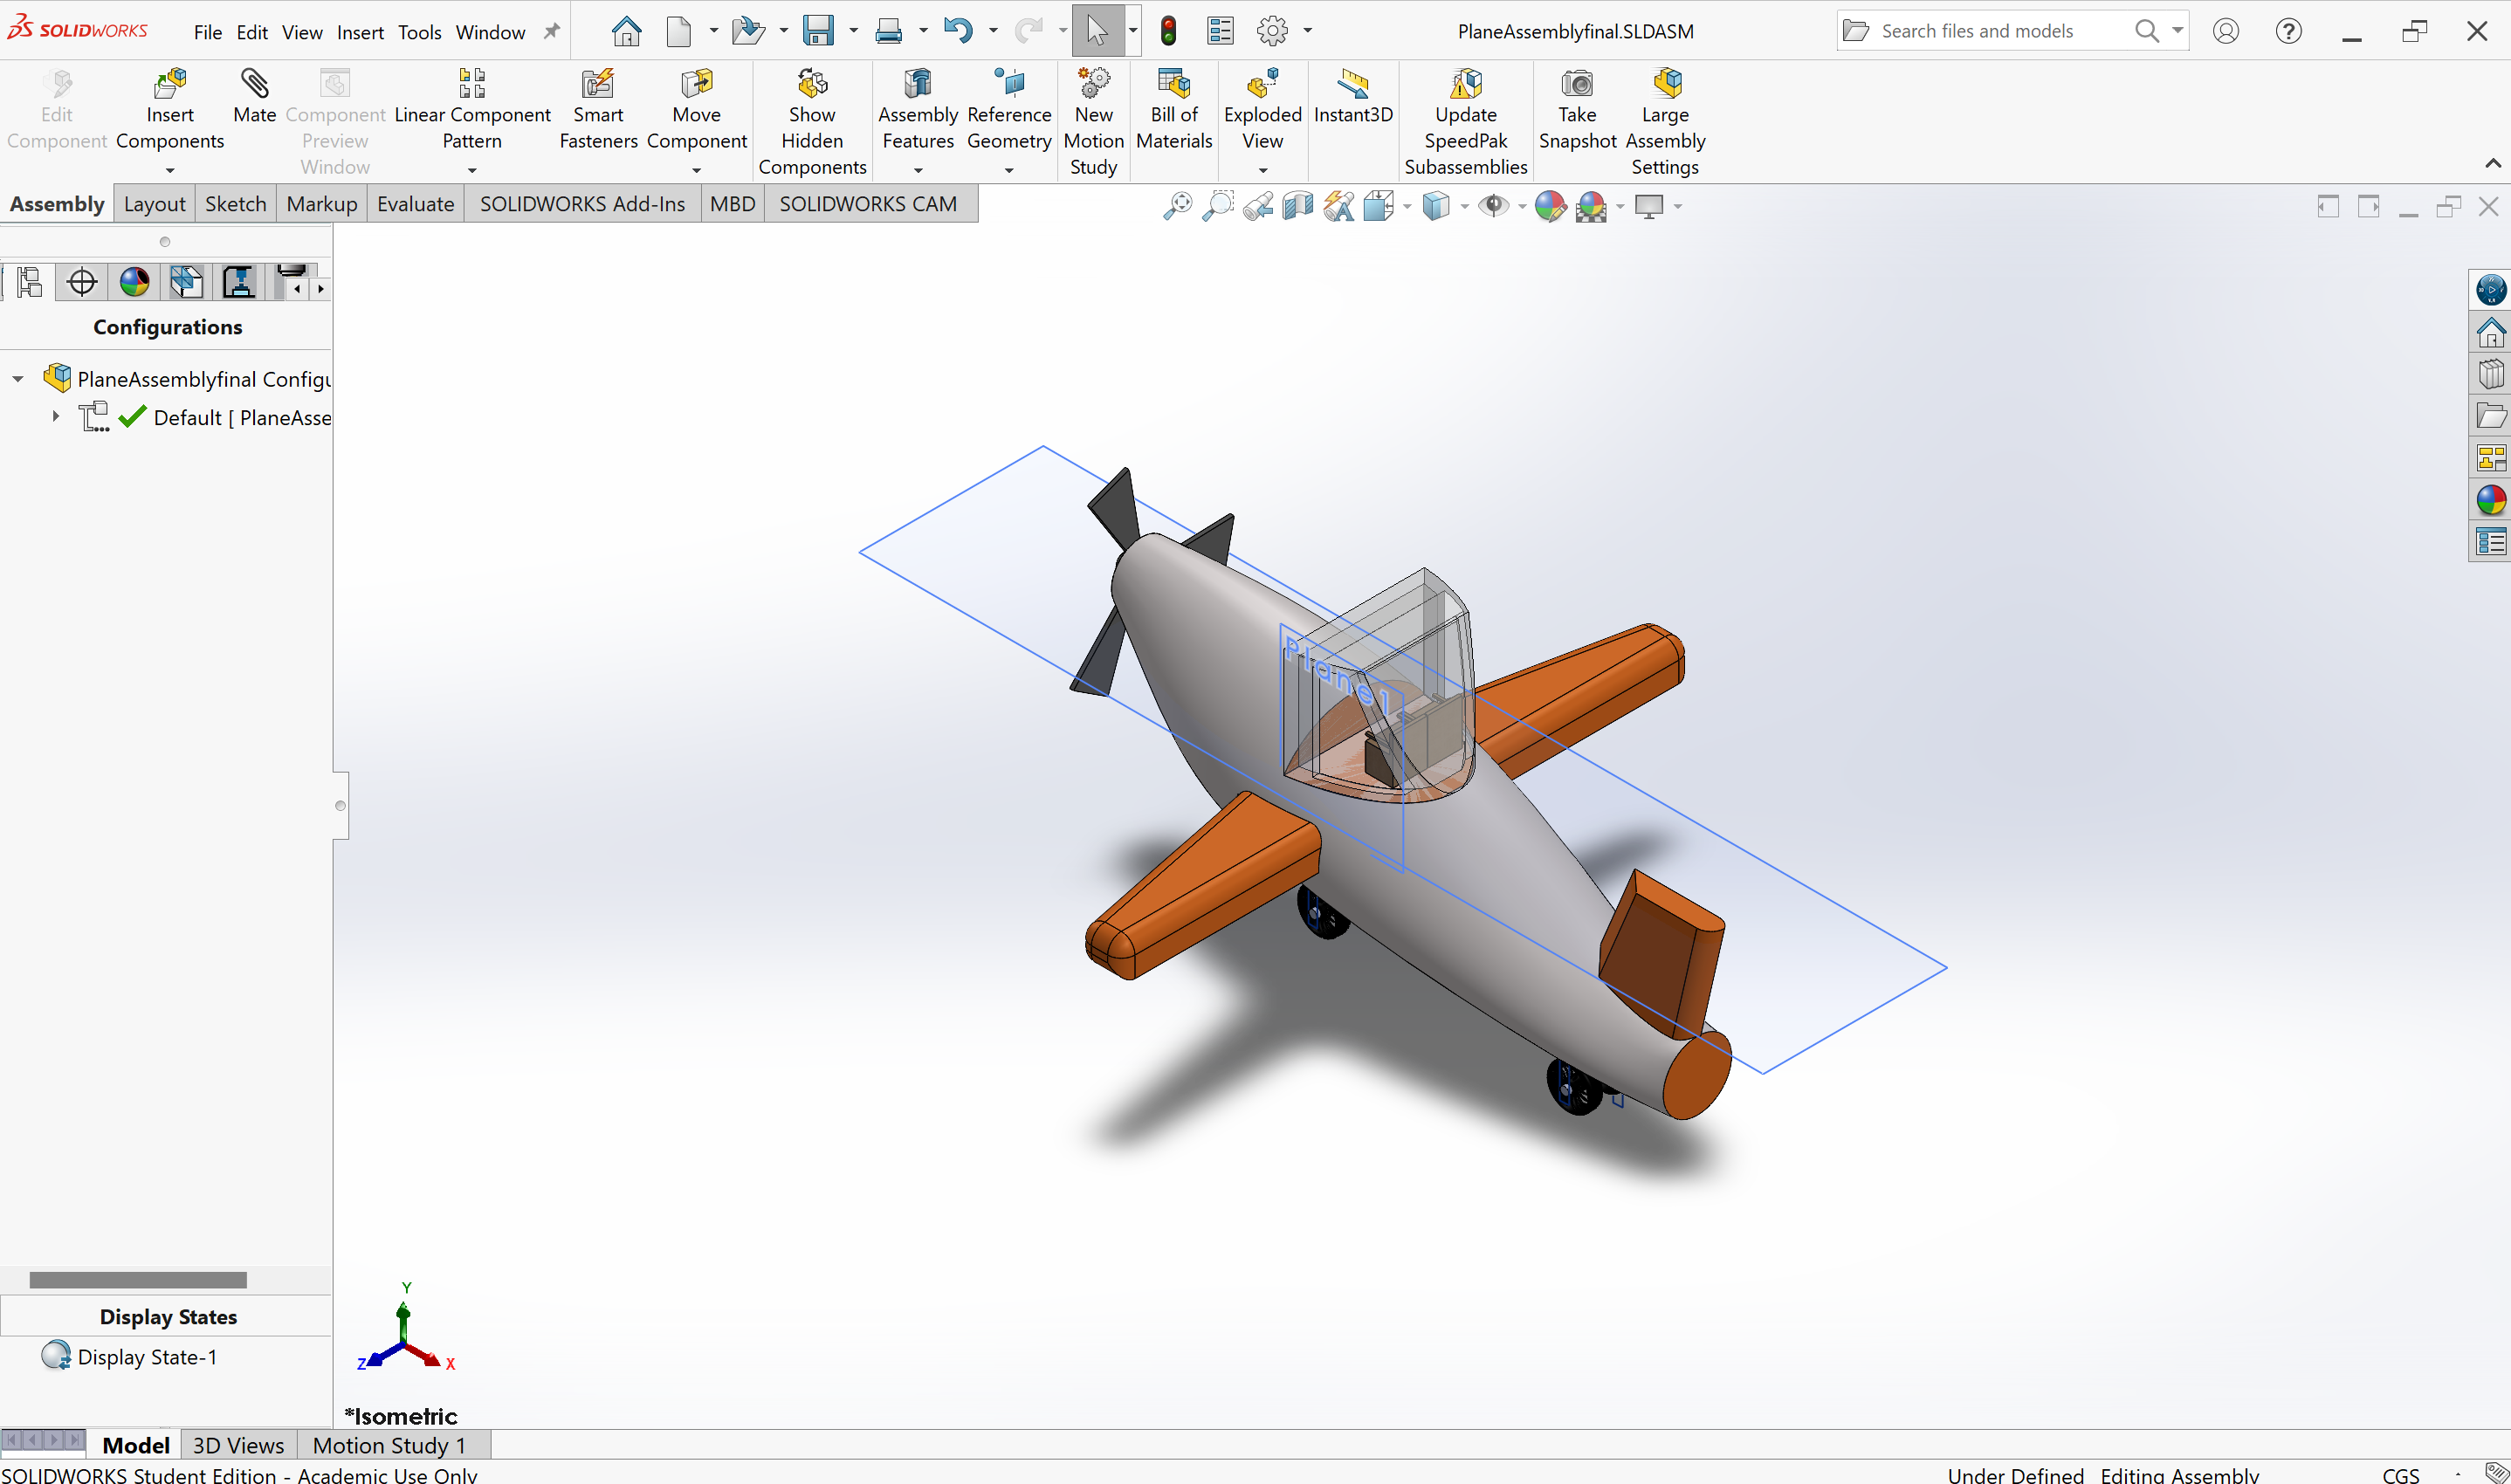 SOLIDWORKS File Edit View Insert Tools Window PlaneAssemblyfinal.SLDASM Search files and models
Edit Component
Insert Components
Mate
Component Preview Window
Linear Component Pattern
Smart Fasteners
Move Component
Show Hidden Components
Assembly Features
Reference Geometry
New Motion Study
Bill of Materials
Exploded View
Instant3D
Update SpeedPak Subassemblies
Take Snapshot
Large Assembly Settings
Assembly Layout Sketch Markup Evaluate SOLIDWORKS Add-Ins MBD SOLIDWORKS CAM
Configurations
PlaneAssemblyfinal Configu
Default [ PlaneAsse
Plane1
Display States
Display State-1
Y
Z X
*Isometric
Model 3D Views Motion Study 1
SOLIDWORKS Student Edition - Academic Use Only Under Defined Editing Assembly CGS